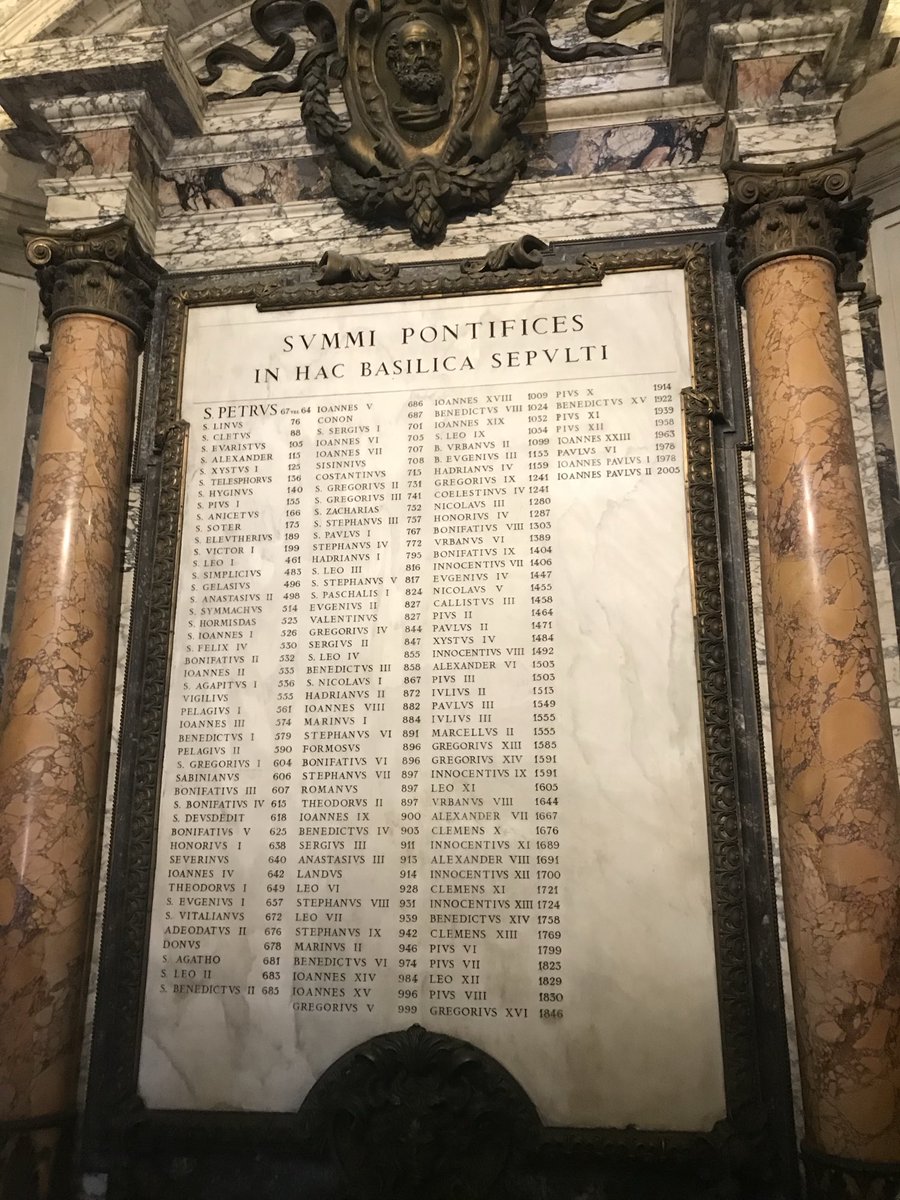 SVMMI PONTIFICES
IN HAC BASILICA SEPVLTI
S. PETRVS 67 vel 64
S. LINVS 76
S. CLETVS 88
S. EVARISTVS 105
S. ALEXANDER 115
S. XYSTVS I 125
S. TELESPHORVS 136
S. HYGINVS 140
S. PIVS I 155
S. ANICETVS 166
S. SOTER 175
S. ELEVTHERIVS 189
S. VICTOR I 199
S. LEO I 461
S. SIMPLICIVS 483
S. GELASIVS 496
S. ANASTASIVS II 498
S. SYMMACHVS 514
S. HORMISDAS 523
S. IOANNES I 526
S. FELIX IV 530
BONIFATIVS II 532
IOANNES II 535
S. AGAPITVS I 536
VIGILIVS 555
PELAGIVS I 561
IOANNES III 574
BENEDICTVS I 579
PELAGIVS II 590
S. GREGORIVS I 604
SABINIANVS 606
BONIFATIVS III 607
S. BONIFATIVS IV 615
S. DEVSDEDIT 618
BONIFATIVS V 625
HONORIVS I 638
SEVERINVS 640
IOANNES IV 642
THEODORVS I 649
S. EVGENIVS I 657
S. VITALIANVS 672
ADEODATVS II 676
DONVS 678
S. AGATHO 681
S. LEO II 683
S. BENEDICTVS II 685
IOANNES V 686
CONON 687
S. SERGIVS I 701
IOANNES VI 705
IOANNES VII 707
SISINNIVS 708
COSTANTINVS 715
S. GREGORIVS II 731
S. GREGORIVS III 741
S. ZACHARIAS 752
S. STEPHANVS III 757
S. PAVLVS I 767
STEPHANVS IV 772
HADRIANVS I 795
S. LEO III 816
S. STEPHANVS V 817
S. PASCHALIS I 824
EVGENIVS II 827
VALENTINVS 827
GREGORIVS IV 844
SERGIVS II 847
S. LEO IV 855
BENEDICTVS III 858
S. NICOLAVS I 867
HADRIANVS II 872
IOANNES VIII 882
MARINVS I 884
STEPHANVS VI 891
FORMOSVS 896
BONIFATIVS VI 896
STEPHANVS VII 897
ROMANVS 897
THEODORVS II 897
IOANNES IX 900
BENEDICTVS IV 903
SERGIVS III 911
ANASTASIVS III 913
LANDVS 914
LEO VI 928
STEPHANVS VIII 931
LEO VII 939
STEPHANVS IX 942
MARINVS II 946
BENEDICTVS VI 974
IOANNES XIV 984
IOANNES XV 996
GREGORIVS V 999
IOANNES XVIII 1009
BENEDICTVS VIII 1024
IOANNES XIX 1032
S. LEO IX 1054
B. VRBANVS II 1099
B. EVGENIVS III 1153
HADRIANVS IV 1159
GREGORIVS IX 1241
COELESTINVS IV 1241
NICOLAVS III 1280
HONORIVS IV 1287
BONIFATIVS VIII 1303
VRBANVS VI 1389
BONIFATIVS IX 1404
INNOCENTIVS VII 1406
EVGENIVS IV 1447
NICOLAVS V 1455
CALLISTVS III 1458
PIVS II 1464
PAVLVS II 1471
XYSTVS IV 1484
INNOCENTIVS VIII 1492
ALEXANDER VI 1503
PIVS III 1503
IVLIVS II 1513
PAVLVS III 1549
IVLIVS III 1555
MARCELLVS II 1555
GREGORIVS XIII 1585
GREGORIVS XIV 1591
INNOCENTIVS IX 1591
LEO XI 1605
VRBANVS VIII 1644
ALEXANDER VII 1667
CLEMENS X 1676
INNOCENTIVS XI 1689
ALEXANDER VIII 1691
INNOCENTIVS XII 1700
CLEMENS XI 1721
INNOCENTIVS XIII 1724
BENEDICTVS XIV 1758
CLEMENS XIII 1769
PIVS VI 1799
PIVS VII 1823
LEO XII 1829
PIVS VIII 1830
GREGORIVS XVI 1846
PIVS X 1914
BENEDICTVS XV 1922
PIVS XI 1939
PIVS XII 1958
IOANNES XXIII 1963
PAVLVS VI 1978
IOANNES PAVLVS I 1978
IOANNES PAVLVS II 2005